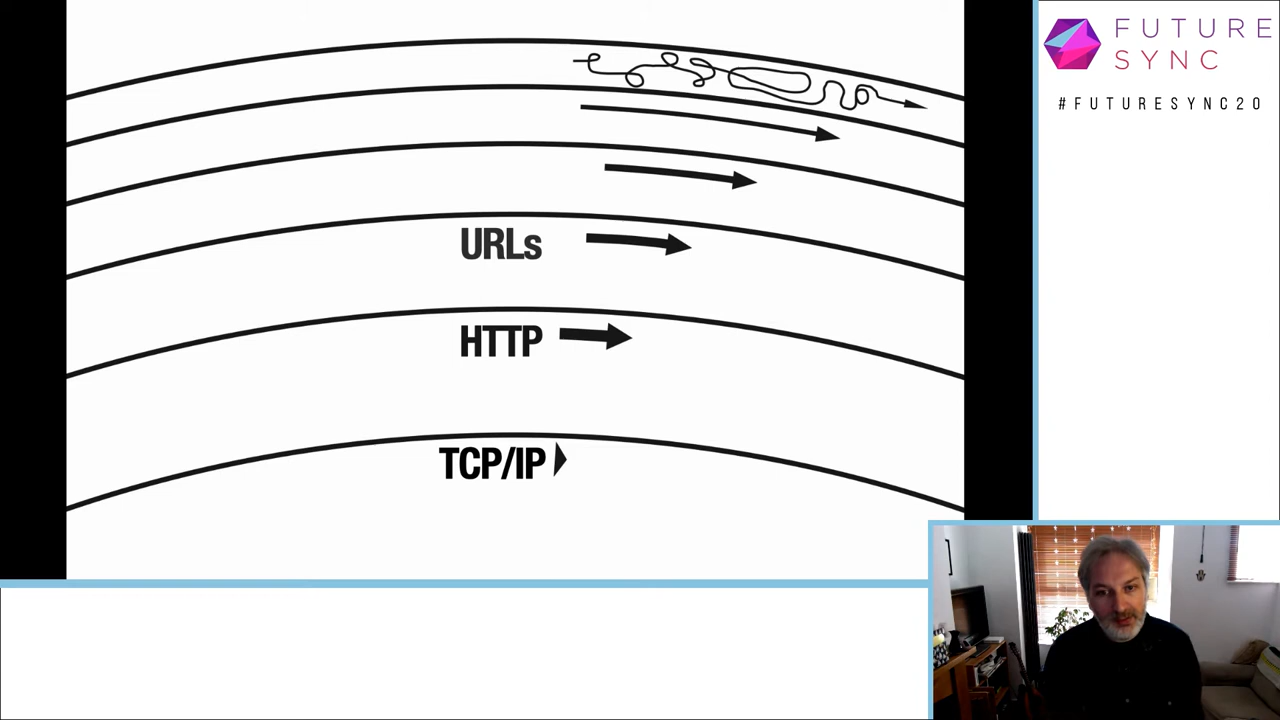 FUTURE
SYNC
#FUTURESYNC20
URLs
HTTP
TCP/IP